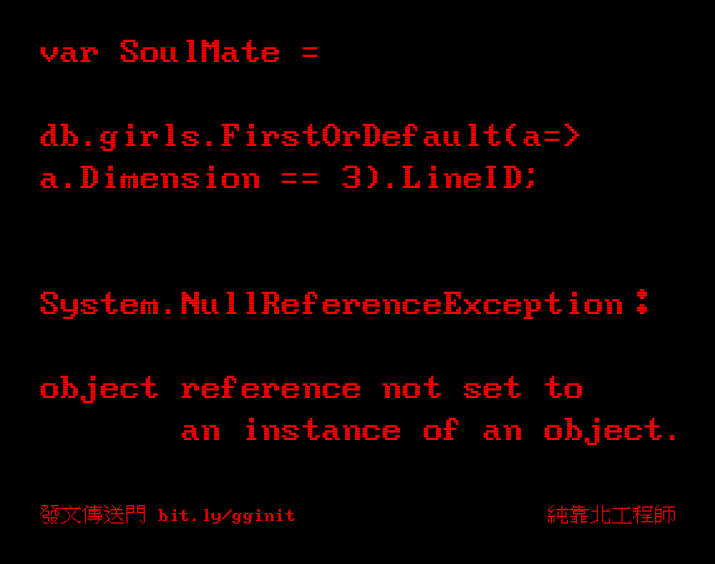 var SoulMate =
db.girls.FirstOrDefault(a=>
a.Dimension == 3).LineID;
System.NullReferenceException：
object reference not set to
an instance of an object.
發文傳送門 bit.ly/gginit
純靠北工程師